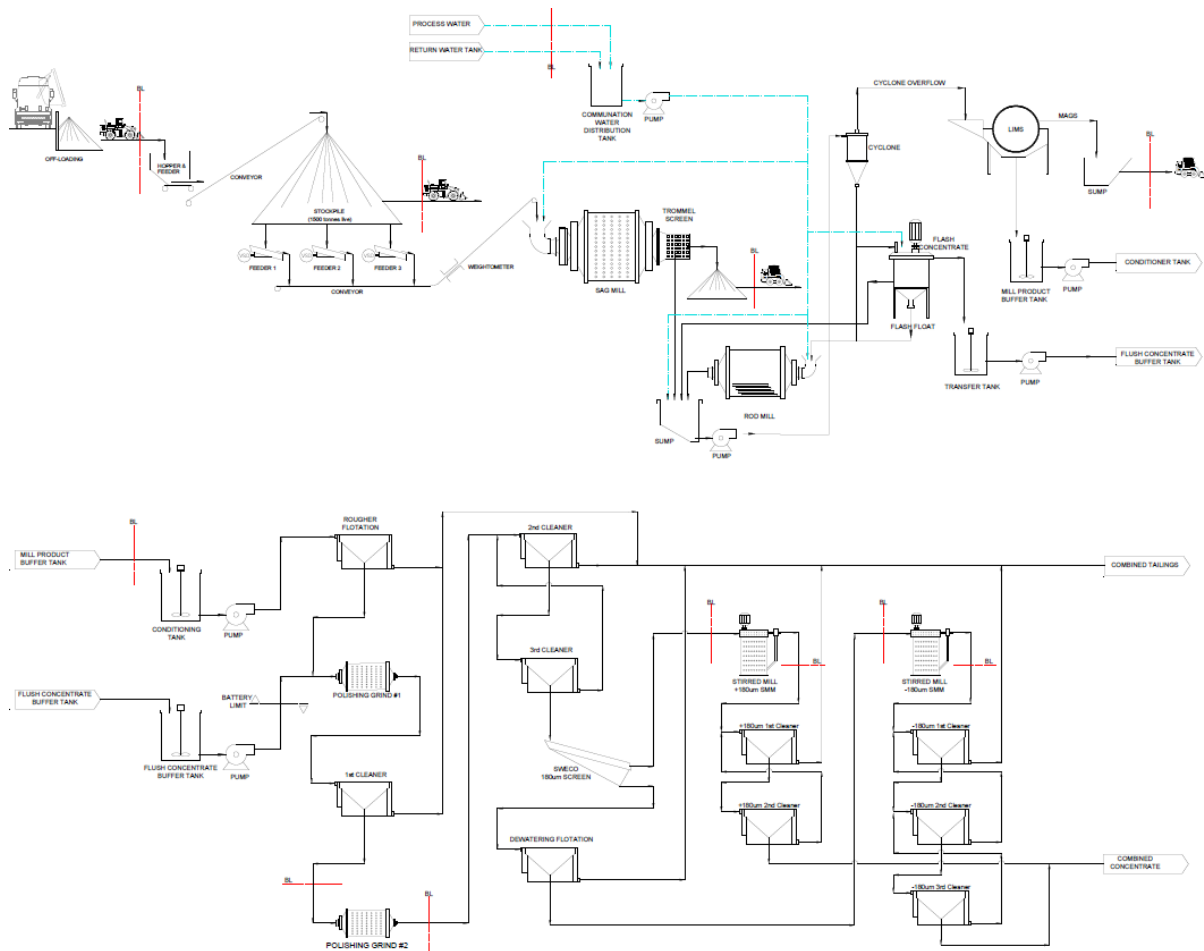 PROCESS WATER
RETURN WATER TANK
BL
COMMUNATION
WATER
DISTRIBUTION
TANK
PUMP
BL
OFF-LOADING
HOPPER &
FEEDER
CONVEYOR
STOCKPILE
(1500 tonnes live)
BL
FEEDER 1
FEEDER 2
FEEDER 3
CONVEYOR
WEIGHTOMETER
SAG MILL
TROMMEL
SCREEN
BL
CYCLONE OVERFLOW
CYCLONE
LIMS
MAGS
BL
SUMP
FLASH
CONCENTRATE
FLASH FLOAT
MILL PRODUCT
BUFFER TANK
PUMP
CONDITIONER TANK
ROD MILL
SUMP
PUMP
TRANSFER TANK
PUMP
FLUSH CONCENTRATE
BUFFER TANK
MILL PRODUCT
BUFFER TANK
BL
CONDITIONING
TANK
PUMP
ROUGHER
FLOTATION
2nd CLEANER
COMBINED TAILINGS
FLUSH CONCENTRATE
BUFFER TANK
FLUSH CONCENTRATE
BUFFER TANK
PUMP
BATTERY
LIMIT
POLISHING GRIND #1
3rd CLEANER
1st CLEANER
SWECO
180um SCREEN
BL
STIRRED MILL
+180um SMM
BL
BL
STIRRED MILL
-180um SMM
BL
+180um 1st Cleaner
-180um 1st Cleaner
+180um 2nd Cleaner
-180um 2nd Cleaner
DEWATERING FLOTATION
COMBINED
CONCENTRATE
BL
BL
-180um 3rd Cleaner
POLISHING GRIND #2